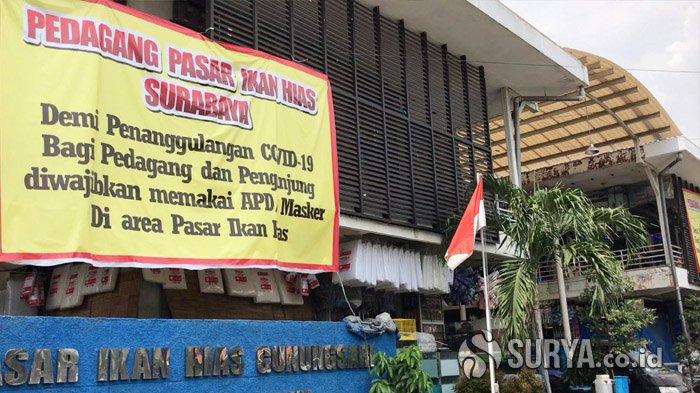 PEDAGANG PASAR IKAN HIAS
SURABAYA
Demi Penanggulangan COVID-19
Bagi Pedagang dan Pengnjung
diwajibkan memakai APD/Masker
Di area Pasar Ikan ias
PASAR IKAN HIAS GUNUNGSARI
SURYA.co.id